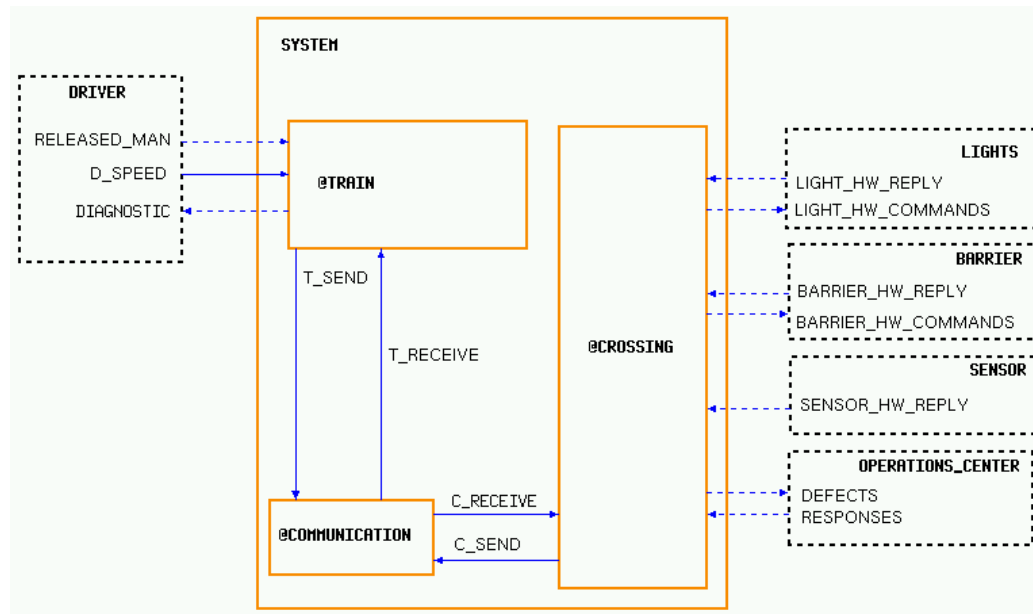 SYSTEM
DRIVER
RELEASED_MAN
D_SPEED
DIAGNOSTIC
@TRAIN
T_SEND
T_RECEIVE
@COMMUNICATION
C_RECEIVE
C_SEND
@CROSSING
LIGHTS
LIGHT_HW_REPLY
LIGHT_HW_COMMANDS
BARRIER
BARRIER_HW_REPLY
BARRIER_HW_COMMANDS
SENSOR
SENSOR_HW_REPLY
OPERATIONS_CENTER
DEFECTS
RESPONSES